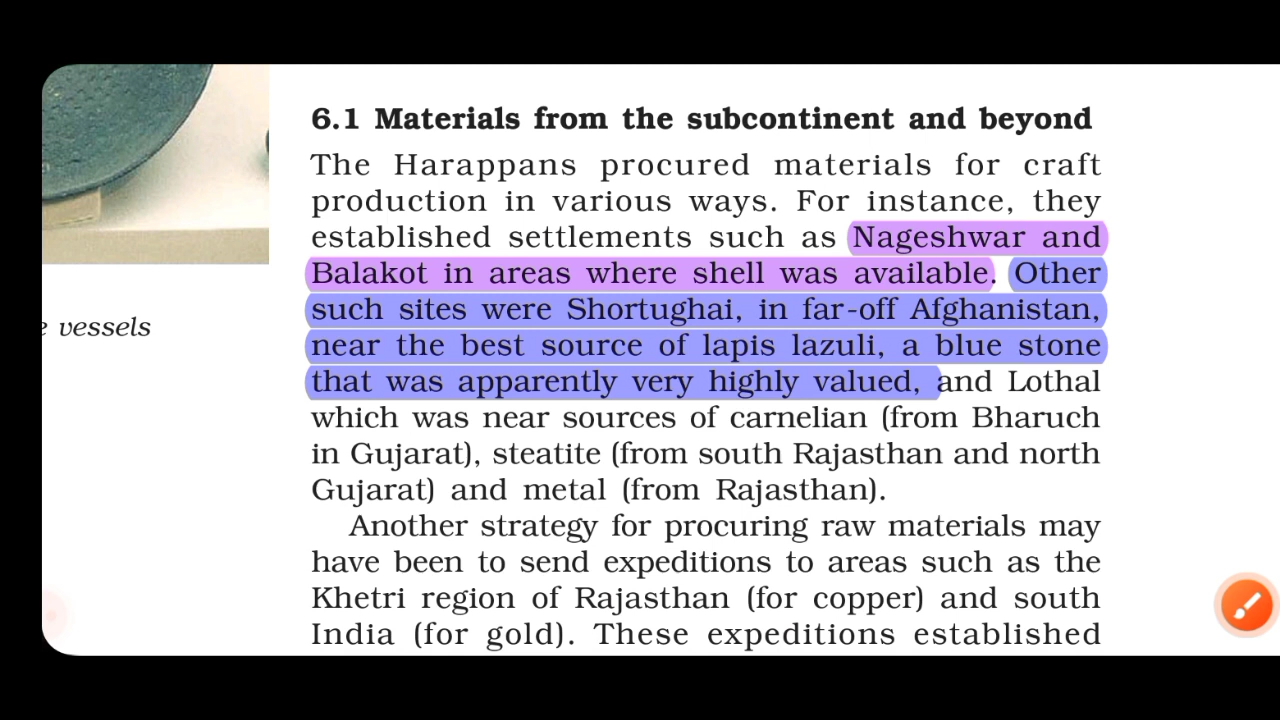 6.1 Materials from the subcontinent and beyond
The Harappans procured materials for craft
production in various ways. For instance, they
established settlements such as Nageshwar and
Balakot in areas where shell was available. Other
such sites were Shortughai, in far-off Afghanistan,
near the best source of lapis lazuli, a blue stone
that was apparently very highly valued, and Lothal
which was near sources of carnelian (from Bharuch
in Gujarat), steatite (from south Rajasthan and north
Gujarat) and metal (from Rajasthan).
Another strategy for procuring raw materials may
have been to send expeditions to areas such as the
Khetri region of Rajasthan (for copper) and south
India (for gold). These expeditions established
vessels